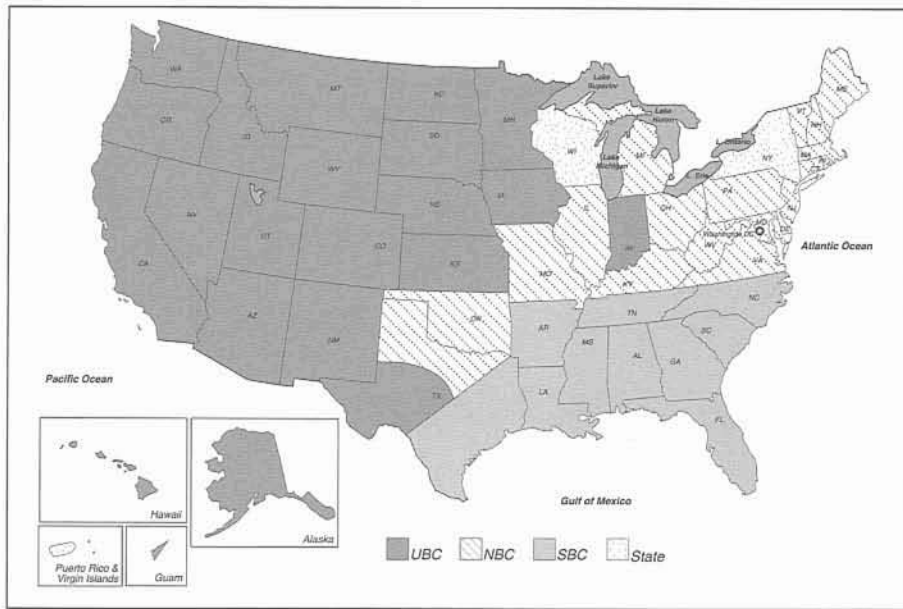 WA
MT
ND
MN
Lake Superior
ME
OR
ID
SD
WI
Lake Huron
VT
NH
WY
Lake Michigan
MI
L. Ontario
NY
MA
IA
L. Erie
PA
NV
NE
IL
OH
NJ
UT
CO
IN
MD
Washington DC
DE
WV
Atlantic Ocean
CA
KS
MO
VA
KY
NC
AZ
OK
TN
NM
AR
SC
MS
AL
GA
Pacific Ocean
TX
LA
FL
Gulf of Mexico
Hawaii
Alaska
Puerto Rico &
Virgin Islands
Guam
UBC
NBC
SBC
State